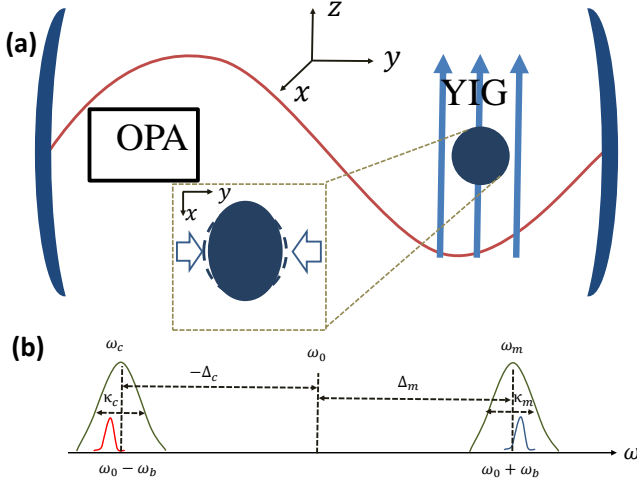 (a)
z
y
x
OPA
YIG
y
x
(b)
ω_c
ω_0
ω_m
−Δ_c
Δ_m
κ_c
κ_m
ω
ω_0 − ω_b
ω_0 + ω_b